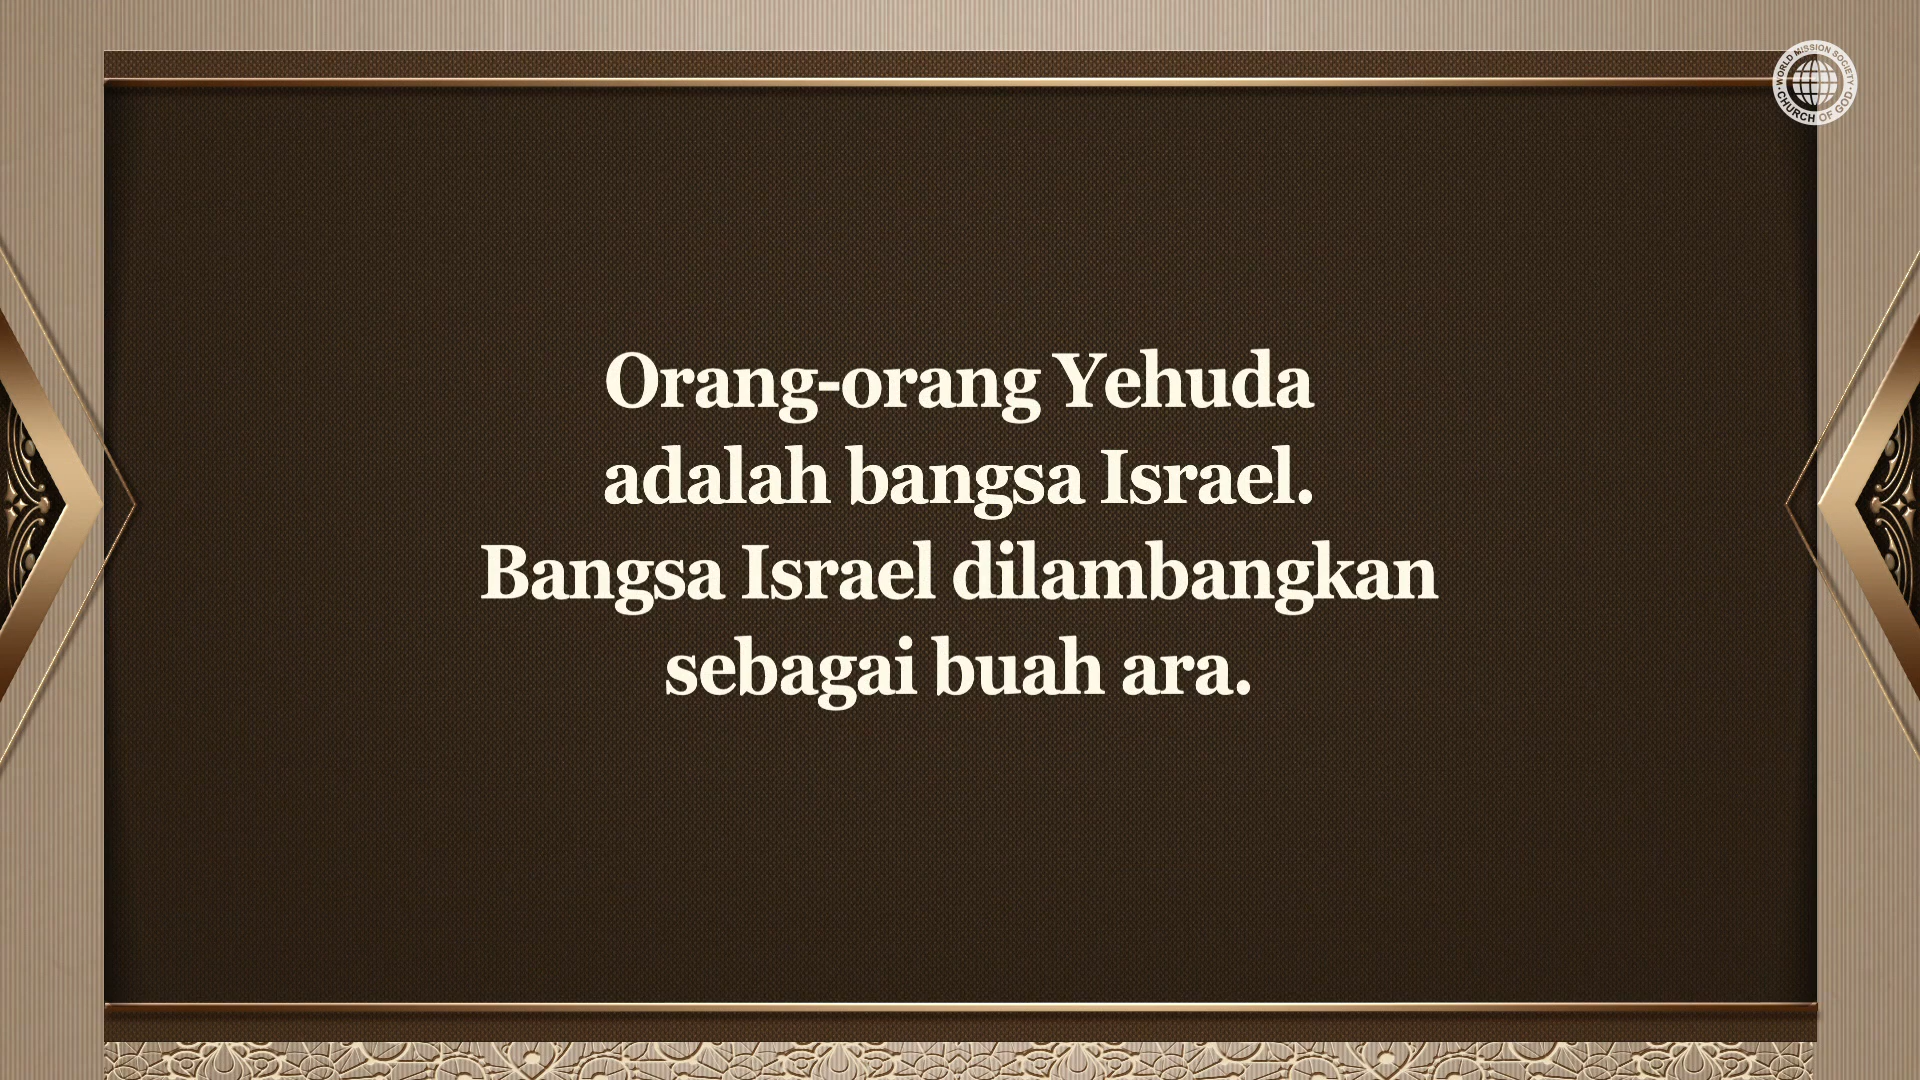 WORLD MISSION SOCIETY
CHURCH OF GOD
Orang-orang Yehuda
adalah bangsa Israel.
Bangsa Israel dilambangkan
sebagai buah ara.